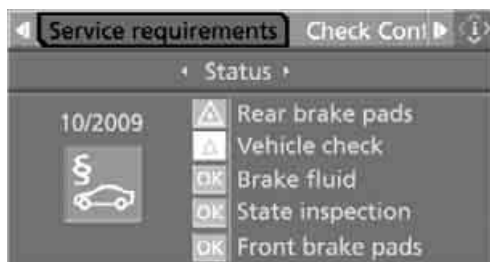 Service requirements Check Cont
Status
10/2009
Rear brake pads
Vehicle check
§
OK Brake fluid
OK State inspection
OK Front brake pads